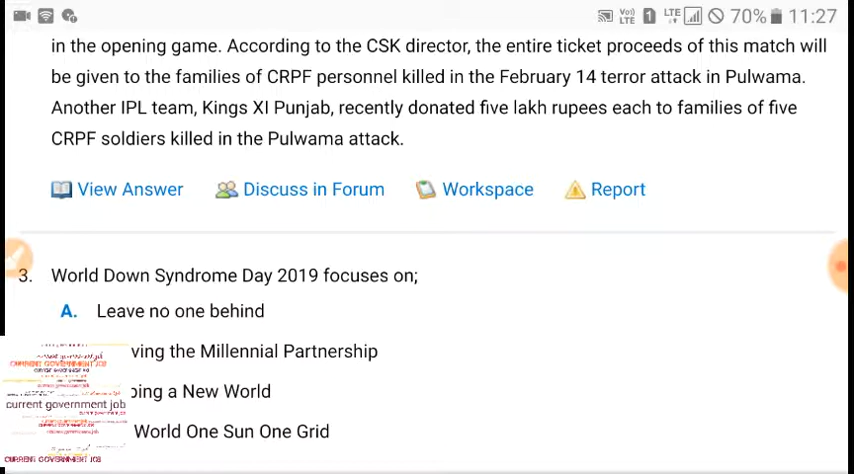 Vo)) LTE 1 LTE 70% 11:27
in the opening game. According to the CSK director, the entire ticket proceeds of this match will
be given to the families of CRPF personnel killed in the February 14 terror attack in Pulwama.
Another IPL team, Kings XI Punjab, recently donated five lakh rupees each to families of five
CRPF soldiers killed in the Pulwama attack.
View Answer Discuss in Forum Workspace Report
3. World Down Syndrome Day 2019 focuses on;
A. Leave no one behind
ving the Millennial Partnership
CURRENT GOVERNMENT JOB
ping a New World
current government job
World One Sun One Grid
CURRENT GOVERNMENT JOB